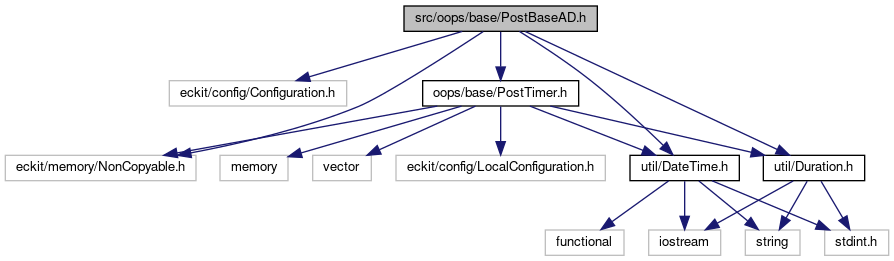 src/oops/base/PostBaseAD.h
eckit/config/Configuration.h
oops/base/PostTimer.h
eckit/memory/NonCopyable.h
memory
vector
eckit/config/LocalConfiguration.h
util/DateTime.h
util/Duration.h
functional
iostream
string
stdint.h